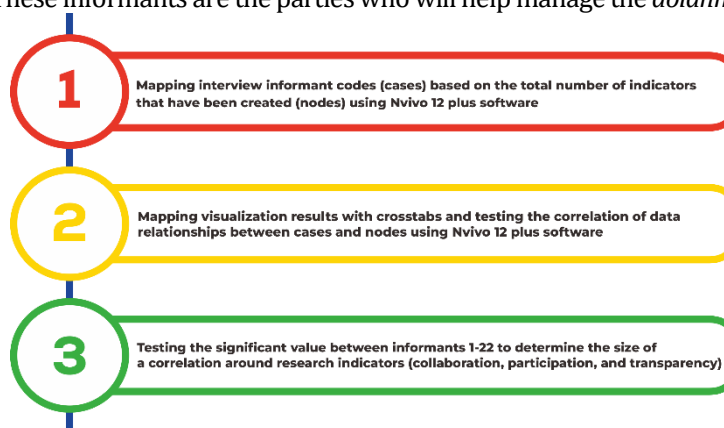 These informants are the parties who will help manage the
1
Mapping interview informant codes (cases) based on the total number of indicators
that have been created (nodes) using Nvivo 12 plus software
2
Mapping visualization results with crosstabs and testing the correlation of data
relationships between cases and nodes using Nvivo 12 plus software
3
Testing the significant value between informants 1-22 to determine the size of
a correlation around research indicators (collaboration, participation, and transparency)